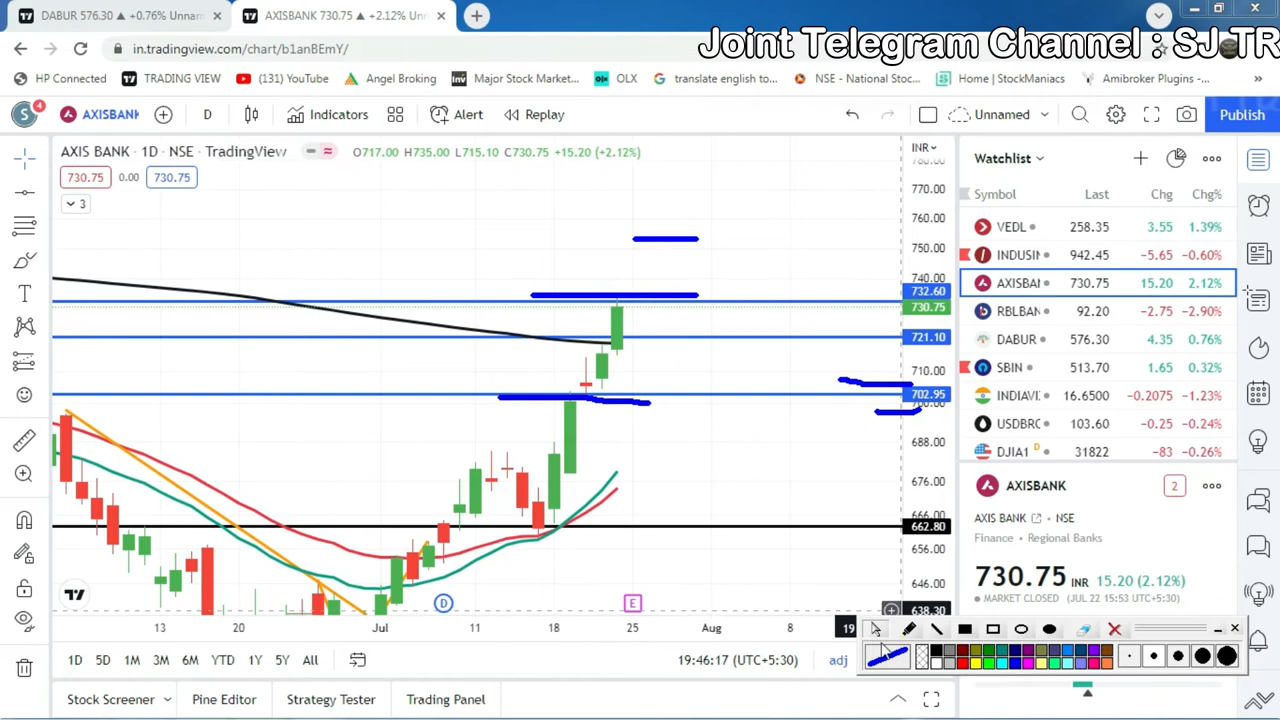 DABUR 576.30 ▲ +0.76% Unnam
AXISBANK 730.75 ▲ +2.12% Unn
in.tradingview.com/chart/b1anBEmY/
Joint Telegram Channel : SJ TR
HP Connected
TRADING VIEW
(131) YouTube
Angel Broking
Major Stock Market...
OLX
translate english to...
NSE - National Stoc...
Home | StockManiacs
Amibroker Plugins -...
»
S 4
AXISBANK
D
Indicators
Alert
Replay
Unnamed
Publish
AXIS BANK · 1D · NSE · TradingView
O717.00 H735.00 L715.10 C730.75 +15.20 (+2.12%)
INR
730.75 0.00 730.75
3
780.00
770.00
760.00
750.00
740.00
732.60
730.75
721.10
710.00
702.95
700.00
688.00
676.00
666.00
662.80
656.00
646.00
638.30
D
E
13 20 Jul 11 18 25 Aug 8 19
Watchlist
Symbol Last Chg Chg%
VEDL 258.35 3.55 1.39%
INDUSIN 942.45 −5.65 −0.60%
AXISBAN 730.75 15.20 2.12%
RBLBAN 92.20 −2.75 −2.90%
DABUR 576.30 4.35 0.76%
SBIN 513.70 1.65 0.32%
INDIAVI 16.6500 −0.2075 −1.23%
USDBRO 103.60 −0.25 −0.24%
DJIA1 D 31822 −83 −0.26%
AXISBANK 2
AXIS BANK · NSE
Finance · Regional Banks
730.75 INR 15.20 (2.12%)
MARKET CLOSED (JUL 22 15:53 UTC+5:30)
1D 5D 1M 3M 6M YTD 1Y 5Y All
19:46:17 (UTC+5:30)
adj
Stock Screener
Pine Editor
Strategy Tester
Trading Panel